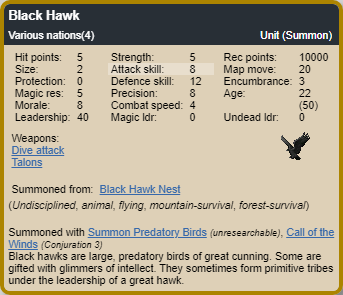 Black Hawk
Various nations(4) Unit (Summon)
Hit points: 5 Strength: 5 Rec points: 10000
Size: 2 Attack skill: 8 Map move: 20
Protection: 0 Defence skill: 12 Encumbrance: 3
Magic res: 5 Precision: 8 Age: 22
Morale: 8 Combat speed: 4 (50)
Leadership: 40 Magic ldr: 0 Undead ldr: 0
Weapons:
Dive attack
Talons
Summoned from: Black Hawk Nest
(Undisciplined, animal, flying, mountain-survival, forest-survival)
Summoned with Summon Predatory Birds (unresearchable), Call of the
Winds (Conjuration 3)
Black hawks are large, predatory birds of great cunning. Some are
gifted with glimmers of intellect. They sometimes form primitive tribes
under the leadership of a great hawk.